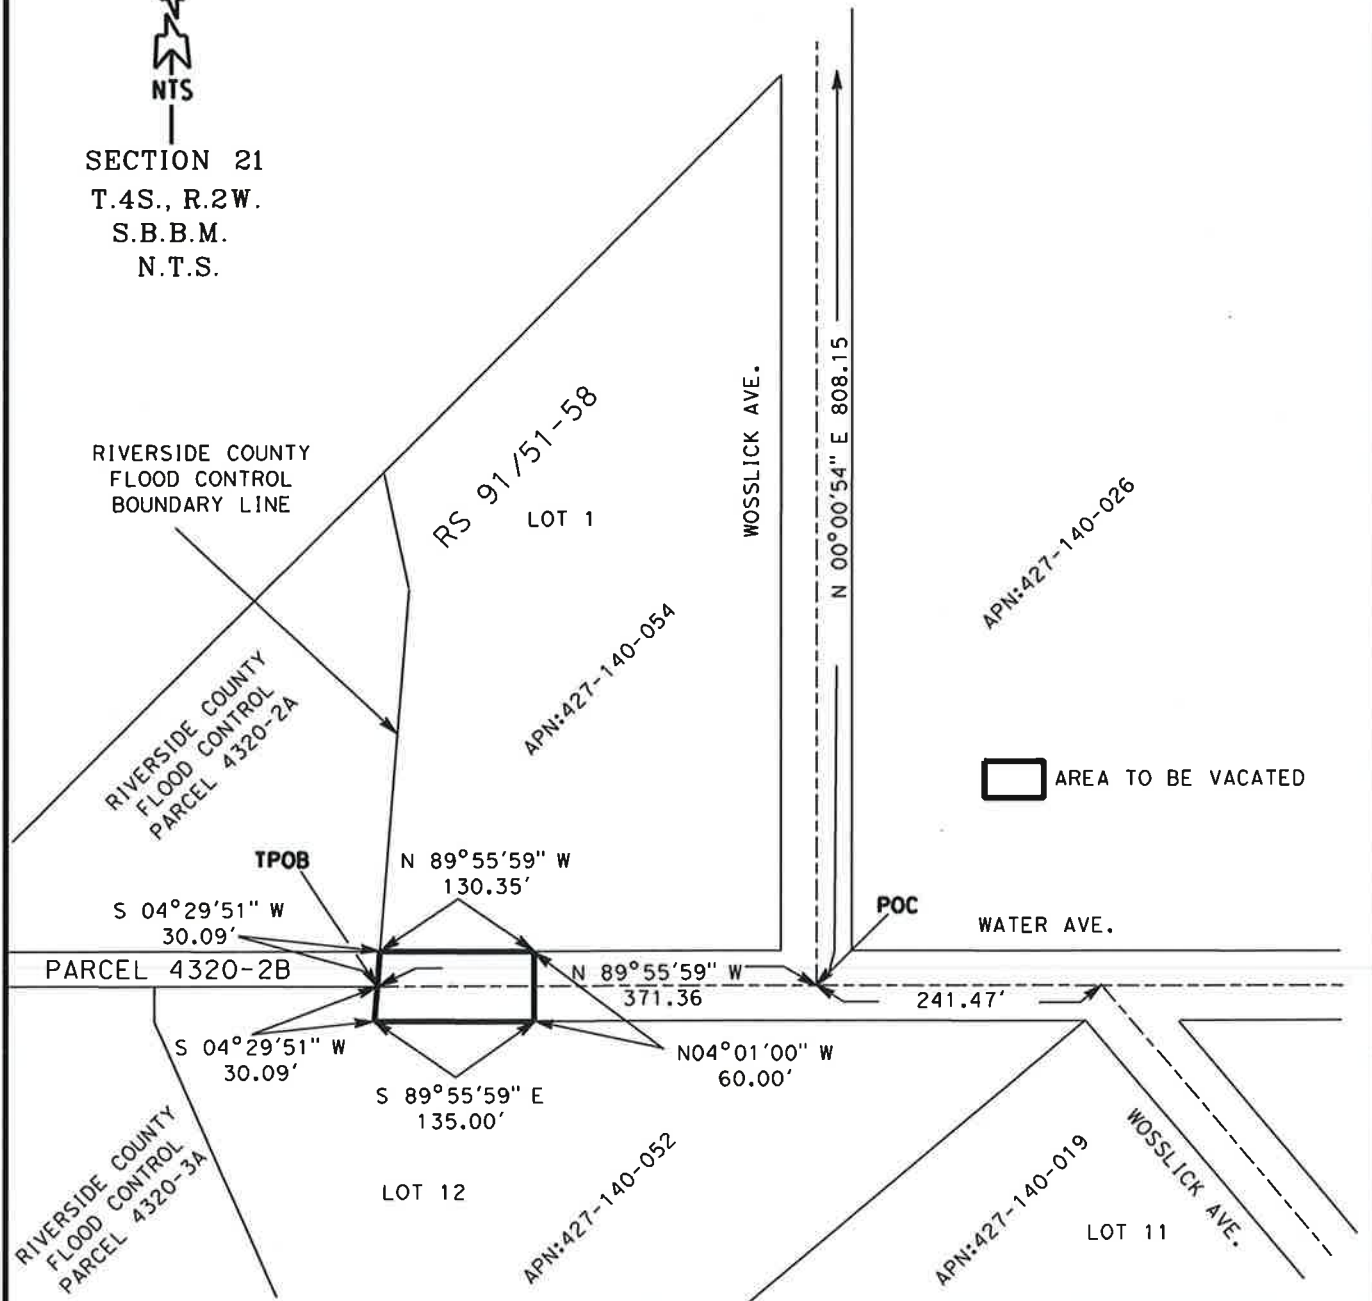 NTS
SECTION 21
T.4S., R.2W.
S.B.B.M.
N.T.S.
RIVERSIDE COUNTY
FLOOD CONTROL
BOUNDARY LINE
RS 91/51-58
LOT 1
WOSSLICK AVE.
N 00°00'54" E 808.15
APN:427-140-026
APN:427-140-054
RIVERSIDE COUNTY
FLOOD CONTROL
PARCEL 4320-2A
AREA TO BE VACATED
TPOB
N 89°55'59" W
130.35'
S 04°29'51" W
30.09'
POC
WATER AVE.
PARCEL 4320-2B
N 89°55'59" W
371.36
241.47'
S 04°29'51" W
30.09'
N04°01'00" W
60.00'
S 89°55'59" E
135.00'
RIVERSIDE COUNTY
FLOOD CONTROL
PARCEL 4320-3A
LOT 12
APN:427-140-052
APN:427-140-019
WOSSLICK AVE.
LOT 11